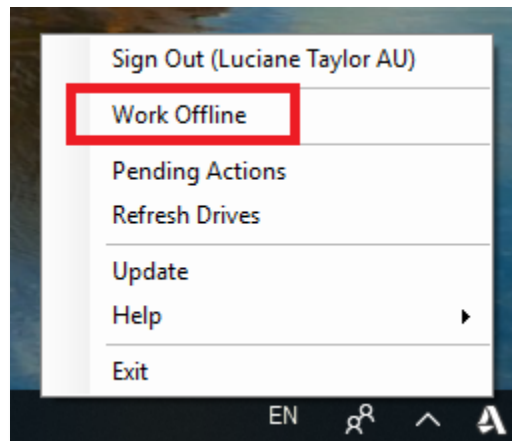 Sign Out (Luciane Taylor AU)
Work Offline
Pending Actions
Refresh Drives
Update
Help
Exit
EN